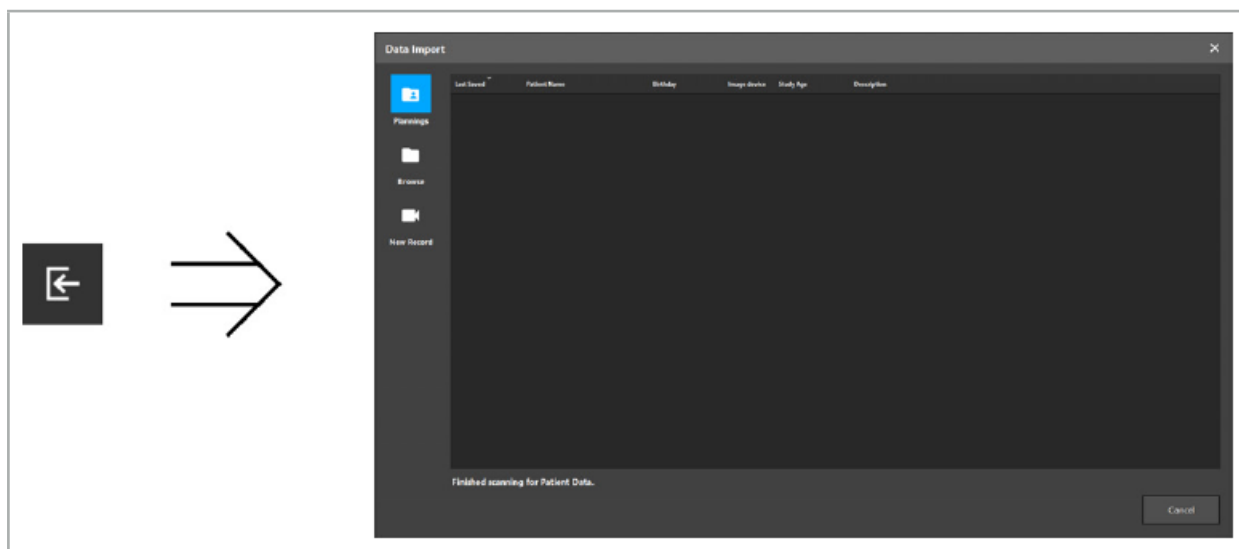 Data Import
Last Saved Patient Name Birthday Image device Study Age Description
Plannings
Browse
New Record
Finished scanning for Patient Data.
Cancel